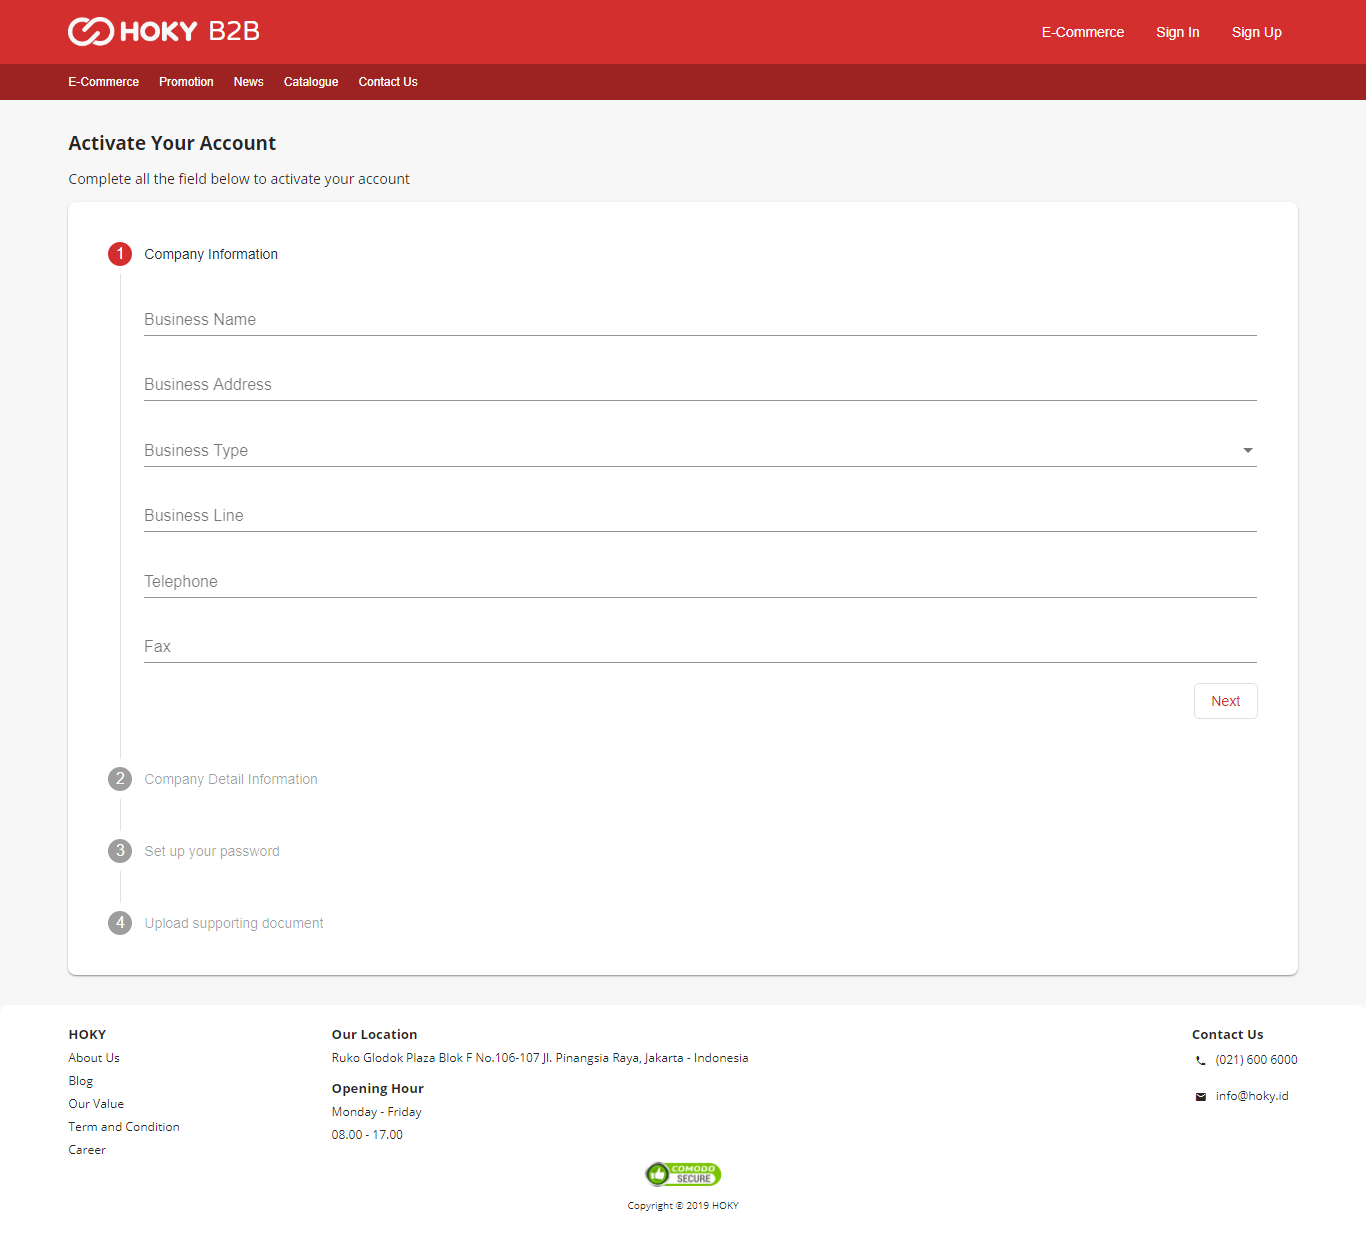 HOKY B2B
E-Commerce Sign In Sign Up
E-Commerce Promotion News Catalogue Contact Us
Activate Your Account
Complete all the field below to activate your account
1 Company Information
Business Name
Business Address
Business Type
Business Line
Telephone
Fax
Next
2 Company Detail Information
3 Set up your password
4 Upload supporting document
HOKY
About Us
Blog
Our Value
Term and Condition
Career
Our Location
Ruko Glodok Plaza Blok F No.106-107 Jl. Pinangsia Raya, Jakarta - Indonesia
Opening Hour
Monday - Friday
08.00 - 17.00
Contact Us
(021) 600 6000
info@hoky.id
COMODO
SECURE
Copyright © 2019 HOKY